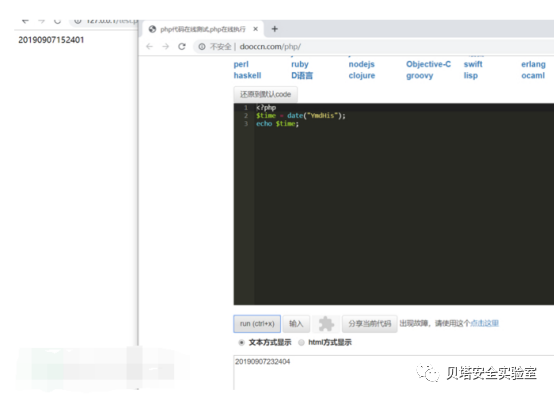 127.0.0.1/test.p
20190907152401
php代码在线测试,php在线执行
不安全 | dooccn.com/php/
perl ruby nodejs Objective-C swift erlang
haskell D语言 clojure groovy lisp ocaml
还原到默认code
1 <?php
2 $time = date("YmdHis");
3 echo $time;
run (ctrl+x) 输入 分享当前代码 出现故障，请使用这个点击这里
文本方式显示 html方式显示
20190907232404
贝塔安全实验室